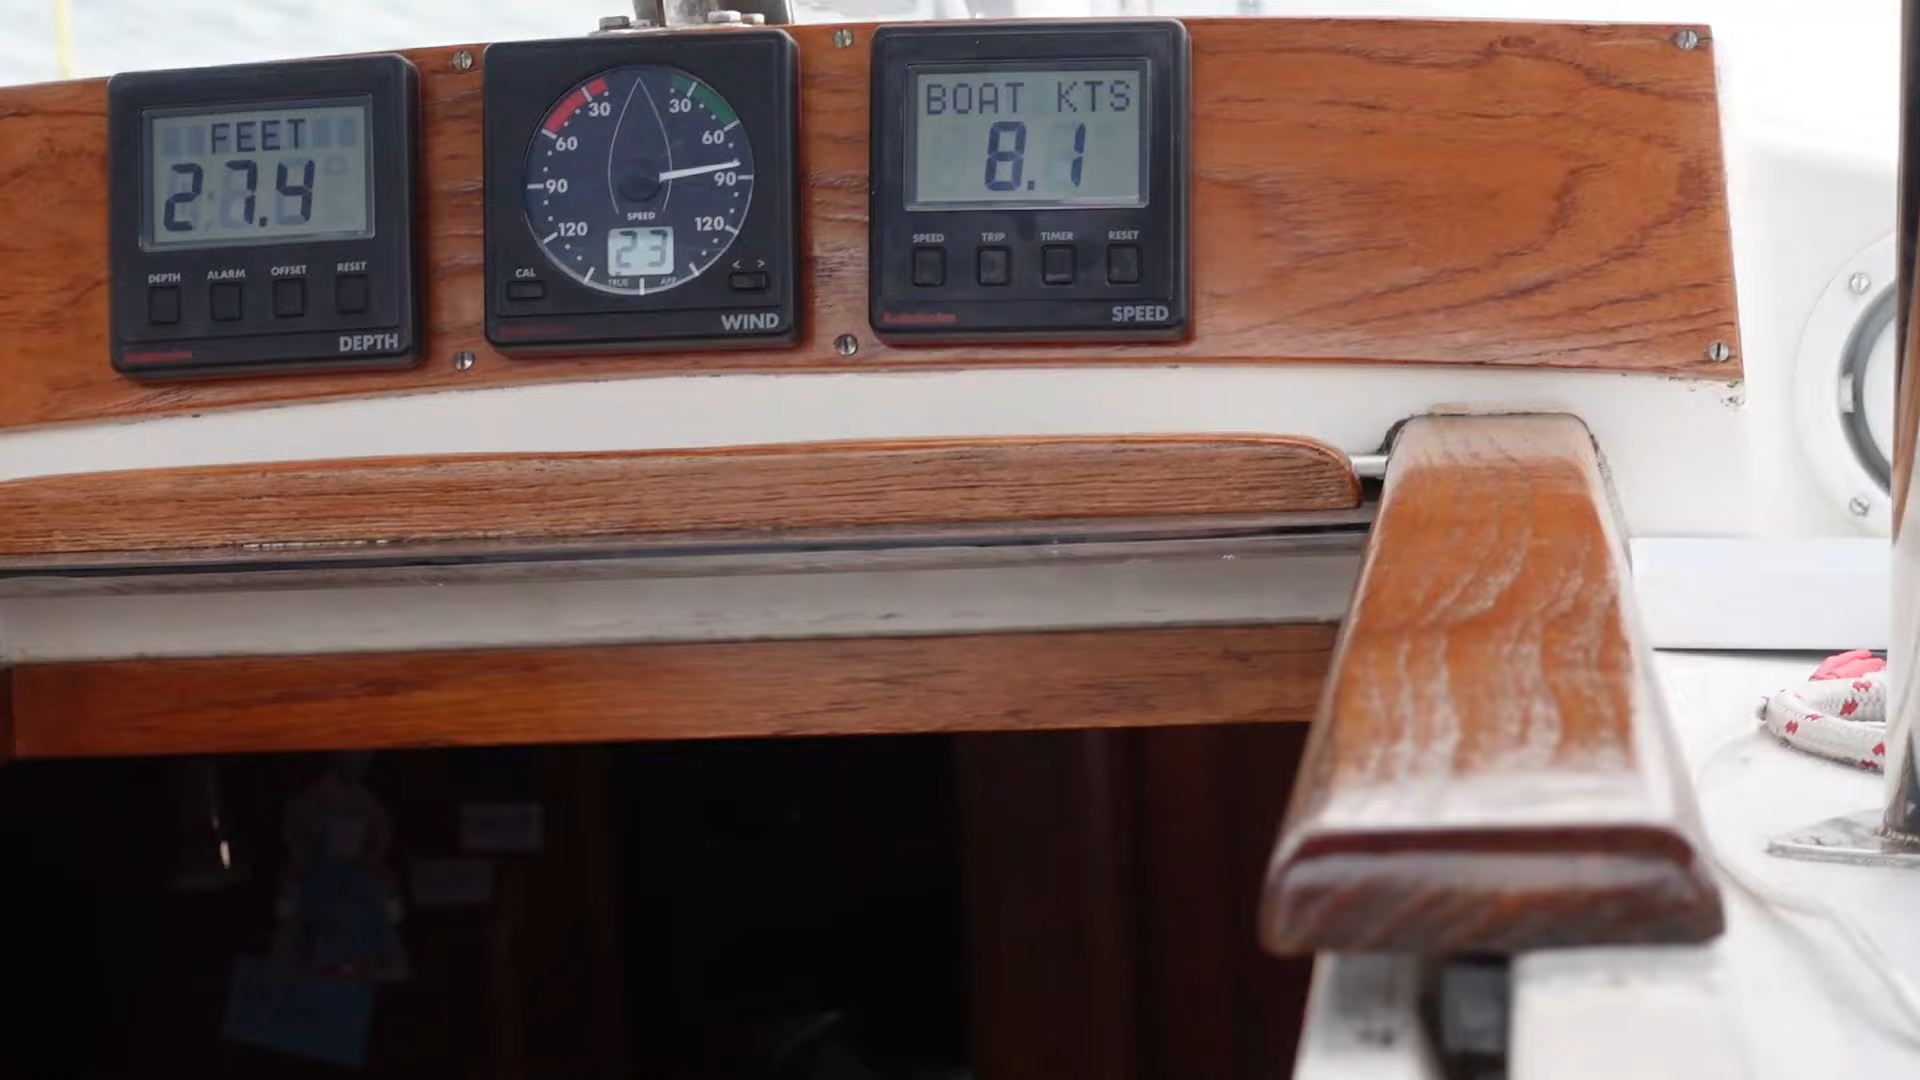 FEET
27.4
DEPTH ALARM OFFSET RESET
DEPTH
30 30
60 60
90 90
120 120
SPEED
23
TRUE APP
CAL < >
WIND
BOAT KTS
8.1
SPEED TRIP TIMER RESET
SPEED